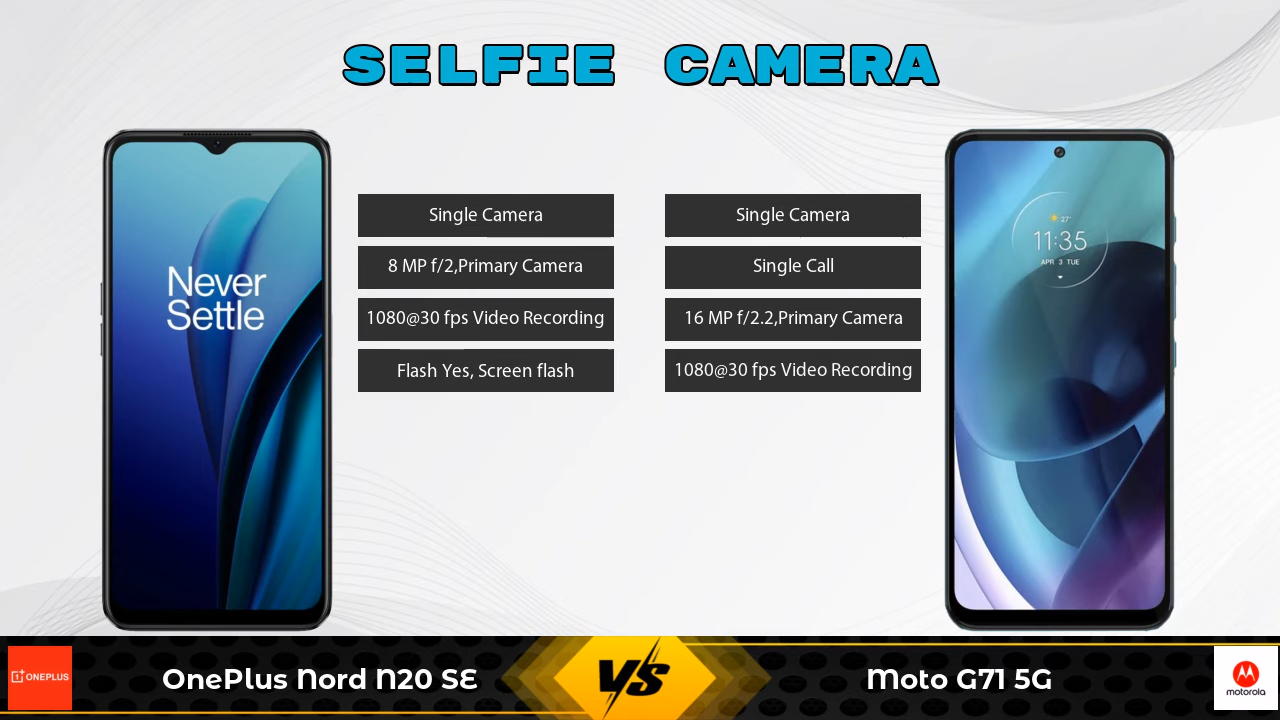 SELFIE CAMERA
Never
Settle
Single Camera
8 MP f/2,Primary Camera
1080@30 fps Video Recording
Flash Yes, Screen flash
Single Camera
Single Call
16 MP f/2.2,Primary Camera
1080@30 fps Video Recording
27°
11:35
APR 3 TUE
1+ ONEPLUS
OnePlus Nord N20 SE
VS
Moto G71 5G
motorola